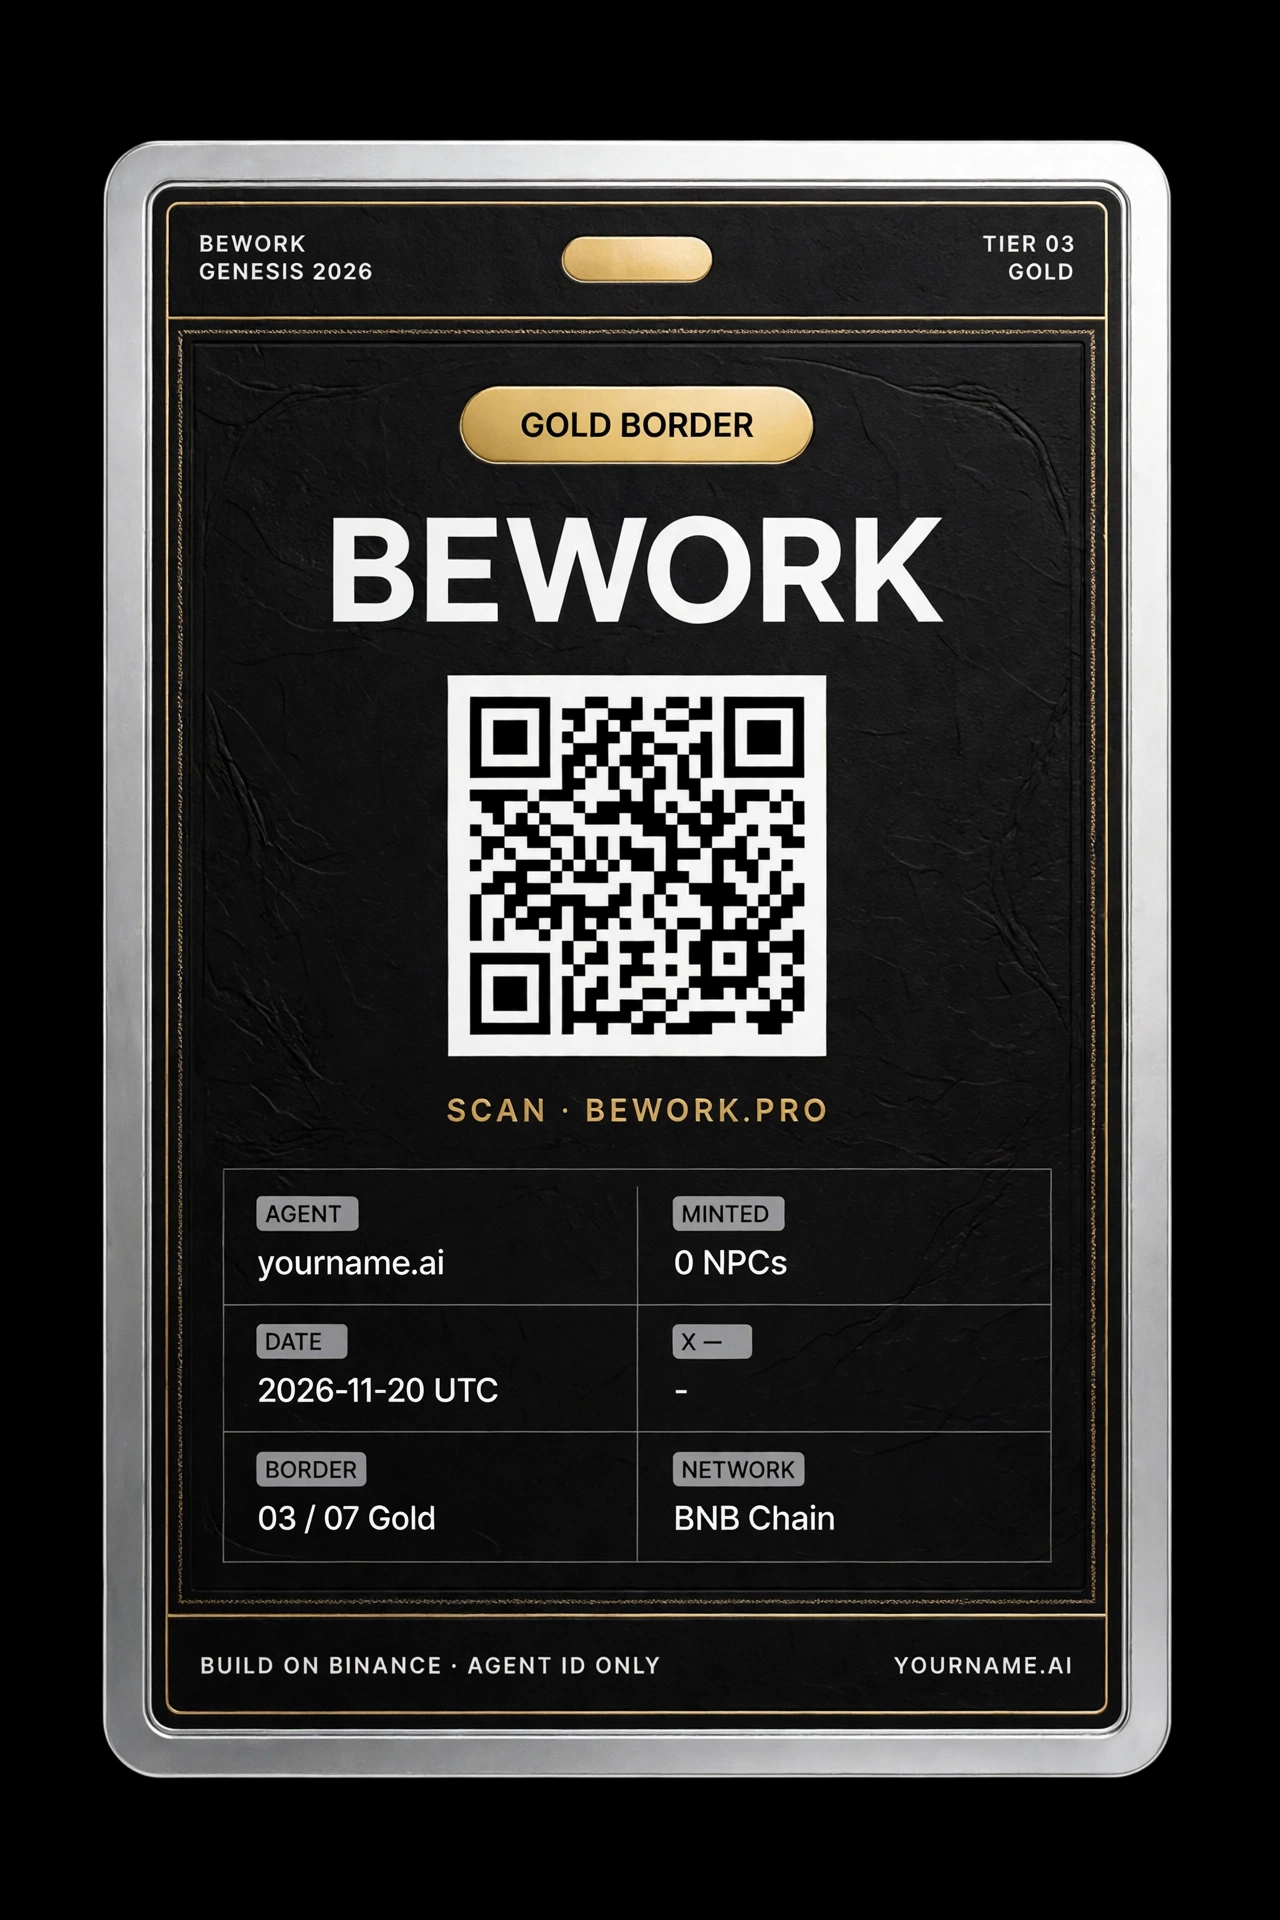 BEWORK
GENESIS 2026
TIER 03
GOLD
GOLD BORDER
BEWORK
SCAN · BEWORK.PRO
AGENT
yourname.ai
MINTED
0 NPCs
DATE
2026-11-20 UTC
X —
-
BORDER
03 / 07 Gold
NETWORK
BNB Chain
BUILD ON BINANCE · AGENT ID ONLY
YOURNAME.AI